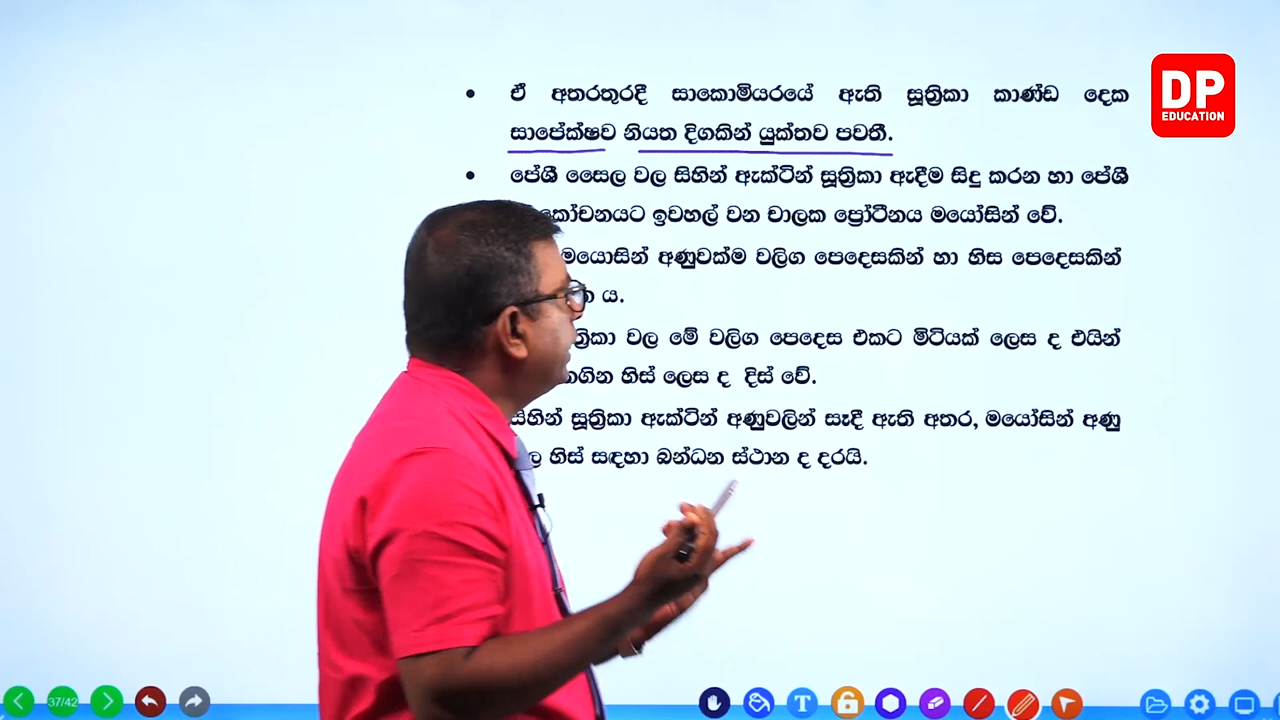 DP
EDUCATION
ඒ අතරතුරදී සාකොමියරයේ ඇති සූත්‍රිකා කාණ්ඩ දෙක
සාපේක්ෂව නියත දිගකින් යුක්තව පවතී.
පේශී සෛල වල සිහින් ඇක්ටින් සූත්‍රිකා ඇදීම සිදු කරන හා පේශී
ඉවහල් වන චාලක ප්‍රෝටීනය මයෝසින් වේ.
මයොසින් අණුවක්ම වලිග පෙදෙසකින් හා හිස පෙදෙසකින්
ය.
වල මේ වලිග පෙදෙස එකට මිටියක් ලෙස ද එයින්
හිස් ලෙස ද දිස් වේ.
සිහින් සූත්‍රිකා ඇක්ටින් අණුවලින් සෑදී ඇති අතර, මයෝසින් අණු
හිස් සඳහා බන්ධන ස්ථාන ද දරයි.
37/42
T